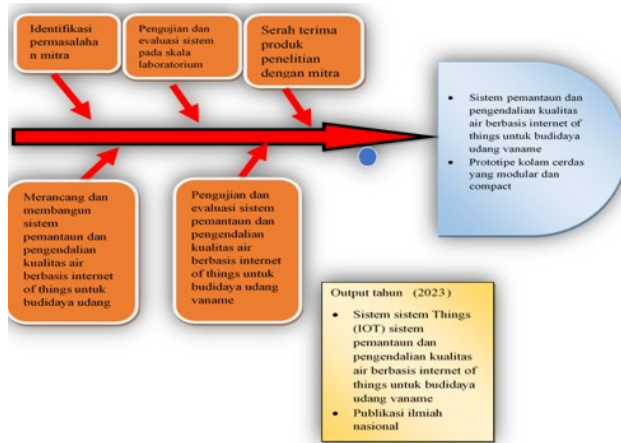 Identifikasi
permasalaha
n mitra
Pengujian dan
evaluasi sistem
pada skala
laboratorium
Serah terima
produk
penelitian
dengan mitra
Merancang dan
membangun
sistem
pemantaun dan
pengendalian
kualitas air
berbasis internet
of things untuk
budidaya udang
Pengujian dan
evaluasi sistem
pemantaun dan
pengendalian
kualitas air
berbasis internet
of things untuk
budidaya udang
vaname
• Sistem pemantaun dan
pengendalian kualitas
air berbasis internet of
things untuk budidaya
udang vaname
• Prototipe kolam cerdas
yang modular dan
compact
Output tahun (2023)
• Sistem sistem Things
(IOT) sistem
pemantaun dan
pengendalian kualitas
air berbasis internet of
things untuk budidaya
udang vaname
• Publikasi ilmiah
nasional